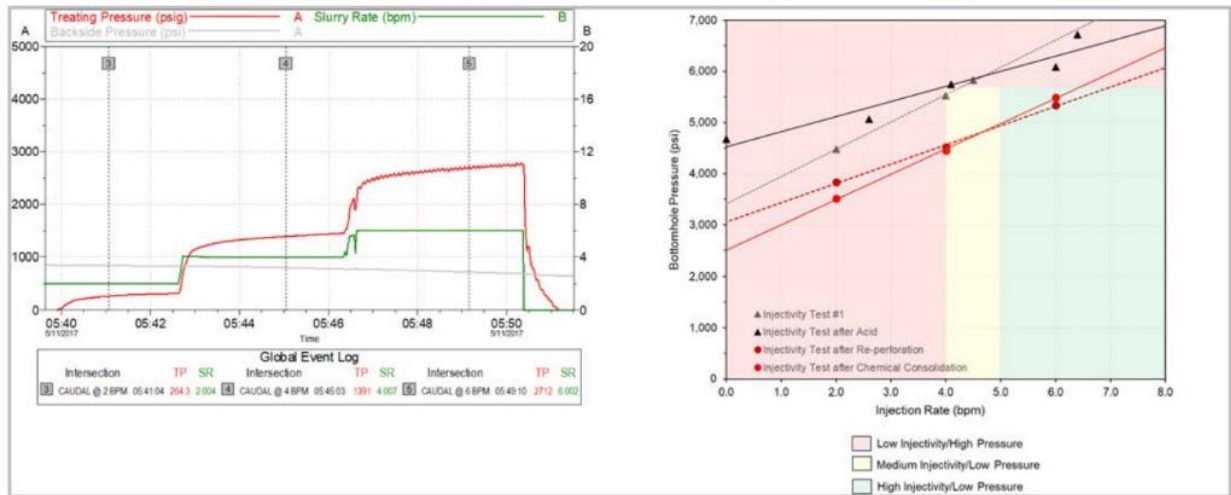 Treating Pressure (psig) A Slurry Rate (bpm) B
Backside Pressure (psi) A
A B
5000 20
4000 16
3000 12
2000 8
1000 4
0 0
3 4 5
05:40 05:42 05:44 05:46 05:48 05:50
5/11/2017 5/11/2017
Time
Global Event Log
Intersection TP SR Intersection TP SR Intersection TP SR
3 CAUDAL @ 2 BPM 05:41:04 264.3 2.004 4 CAUDAL @ 4 BPM 05:45:03 1391 4.007 5 CAUDAL @ 6 BPM 05:49:10 2712 6.002
7,000
6,000
5,000
4,000
3,000
2,000
1,000
0
Bottomhole Pressure (psi)
Injectivity Test #1
Injectivity Test after Acid
Injectivity Test after Re-perforation
Injectivity Test after Chemical Consolidation
0.0 1.0 2.0 3.0 4.0 5.0 6.0 7.0 8.0
Injection Rate (bpm)
Low Injectivity/High Pressure
Medium Injectivity/Low Pressure
High Injectivity/Low Pressure